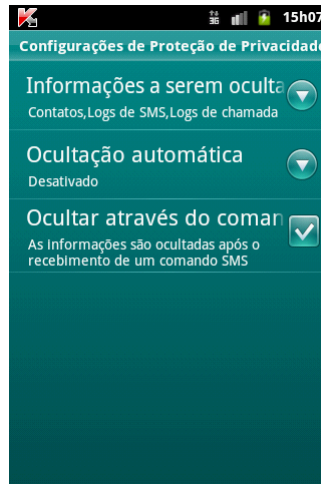 3G 15h07
Configurações de Proteção de Privacidade
Informações a serem oculta
Contatos,Logs de SMS,Logs de chamada
Ocultação automática
Desativado
Ocultar através do coman
As Informações são ocultadas após o
recebimento de um comando SMS